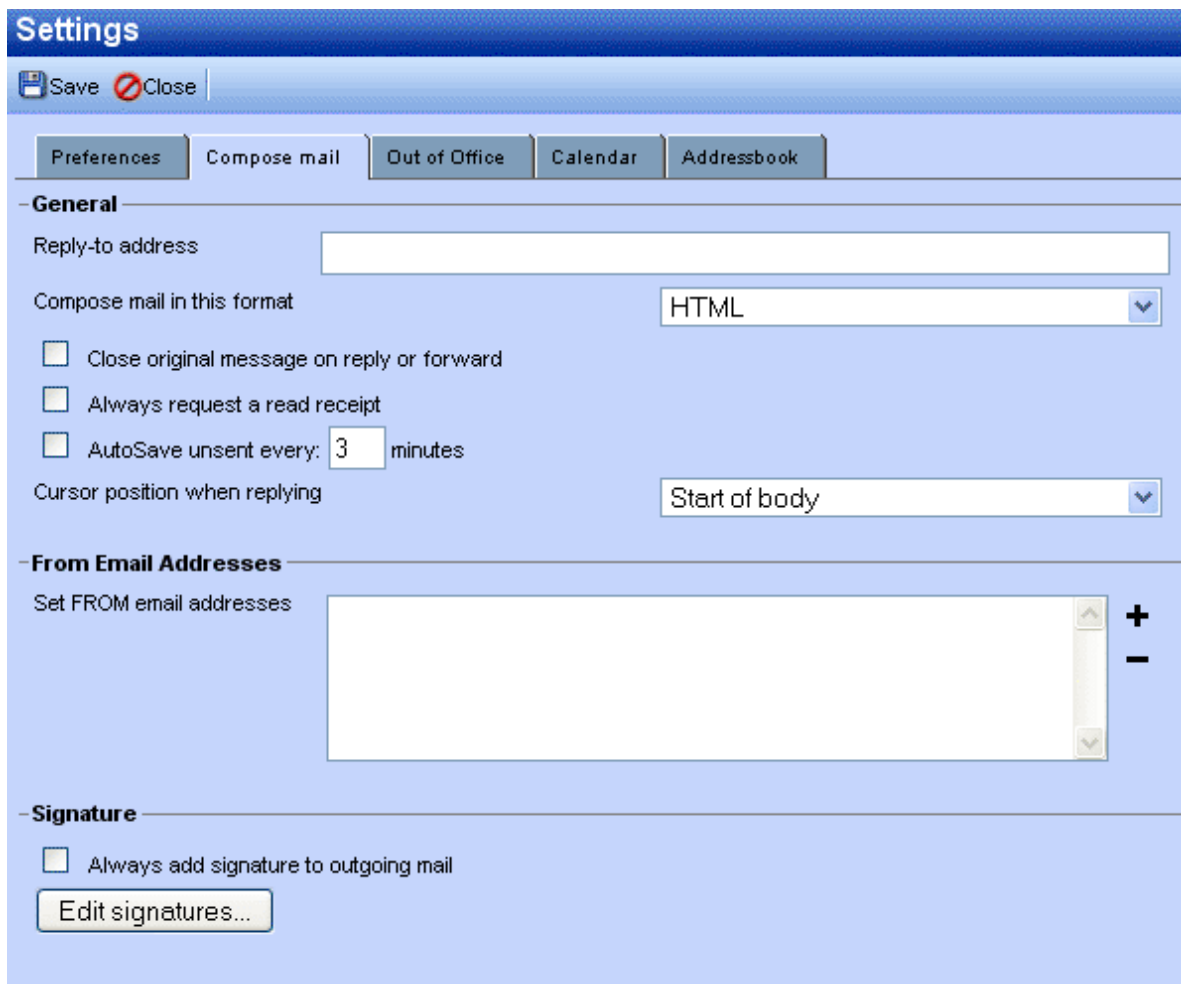 Settings
Save Close
Preferences Compose mail Out of Office Calendar Addressbook
General
Reply-to address
Compose mail in this format HTML
Close original message on reply or forward
Always request a read receipt
AutoSave unsent every: 3 minutes
Cursor position when replying Start of body
From Email Addresses
Set FROM email addresses
Signature
Always add signature to outgoing mail
Edit signatures...